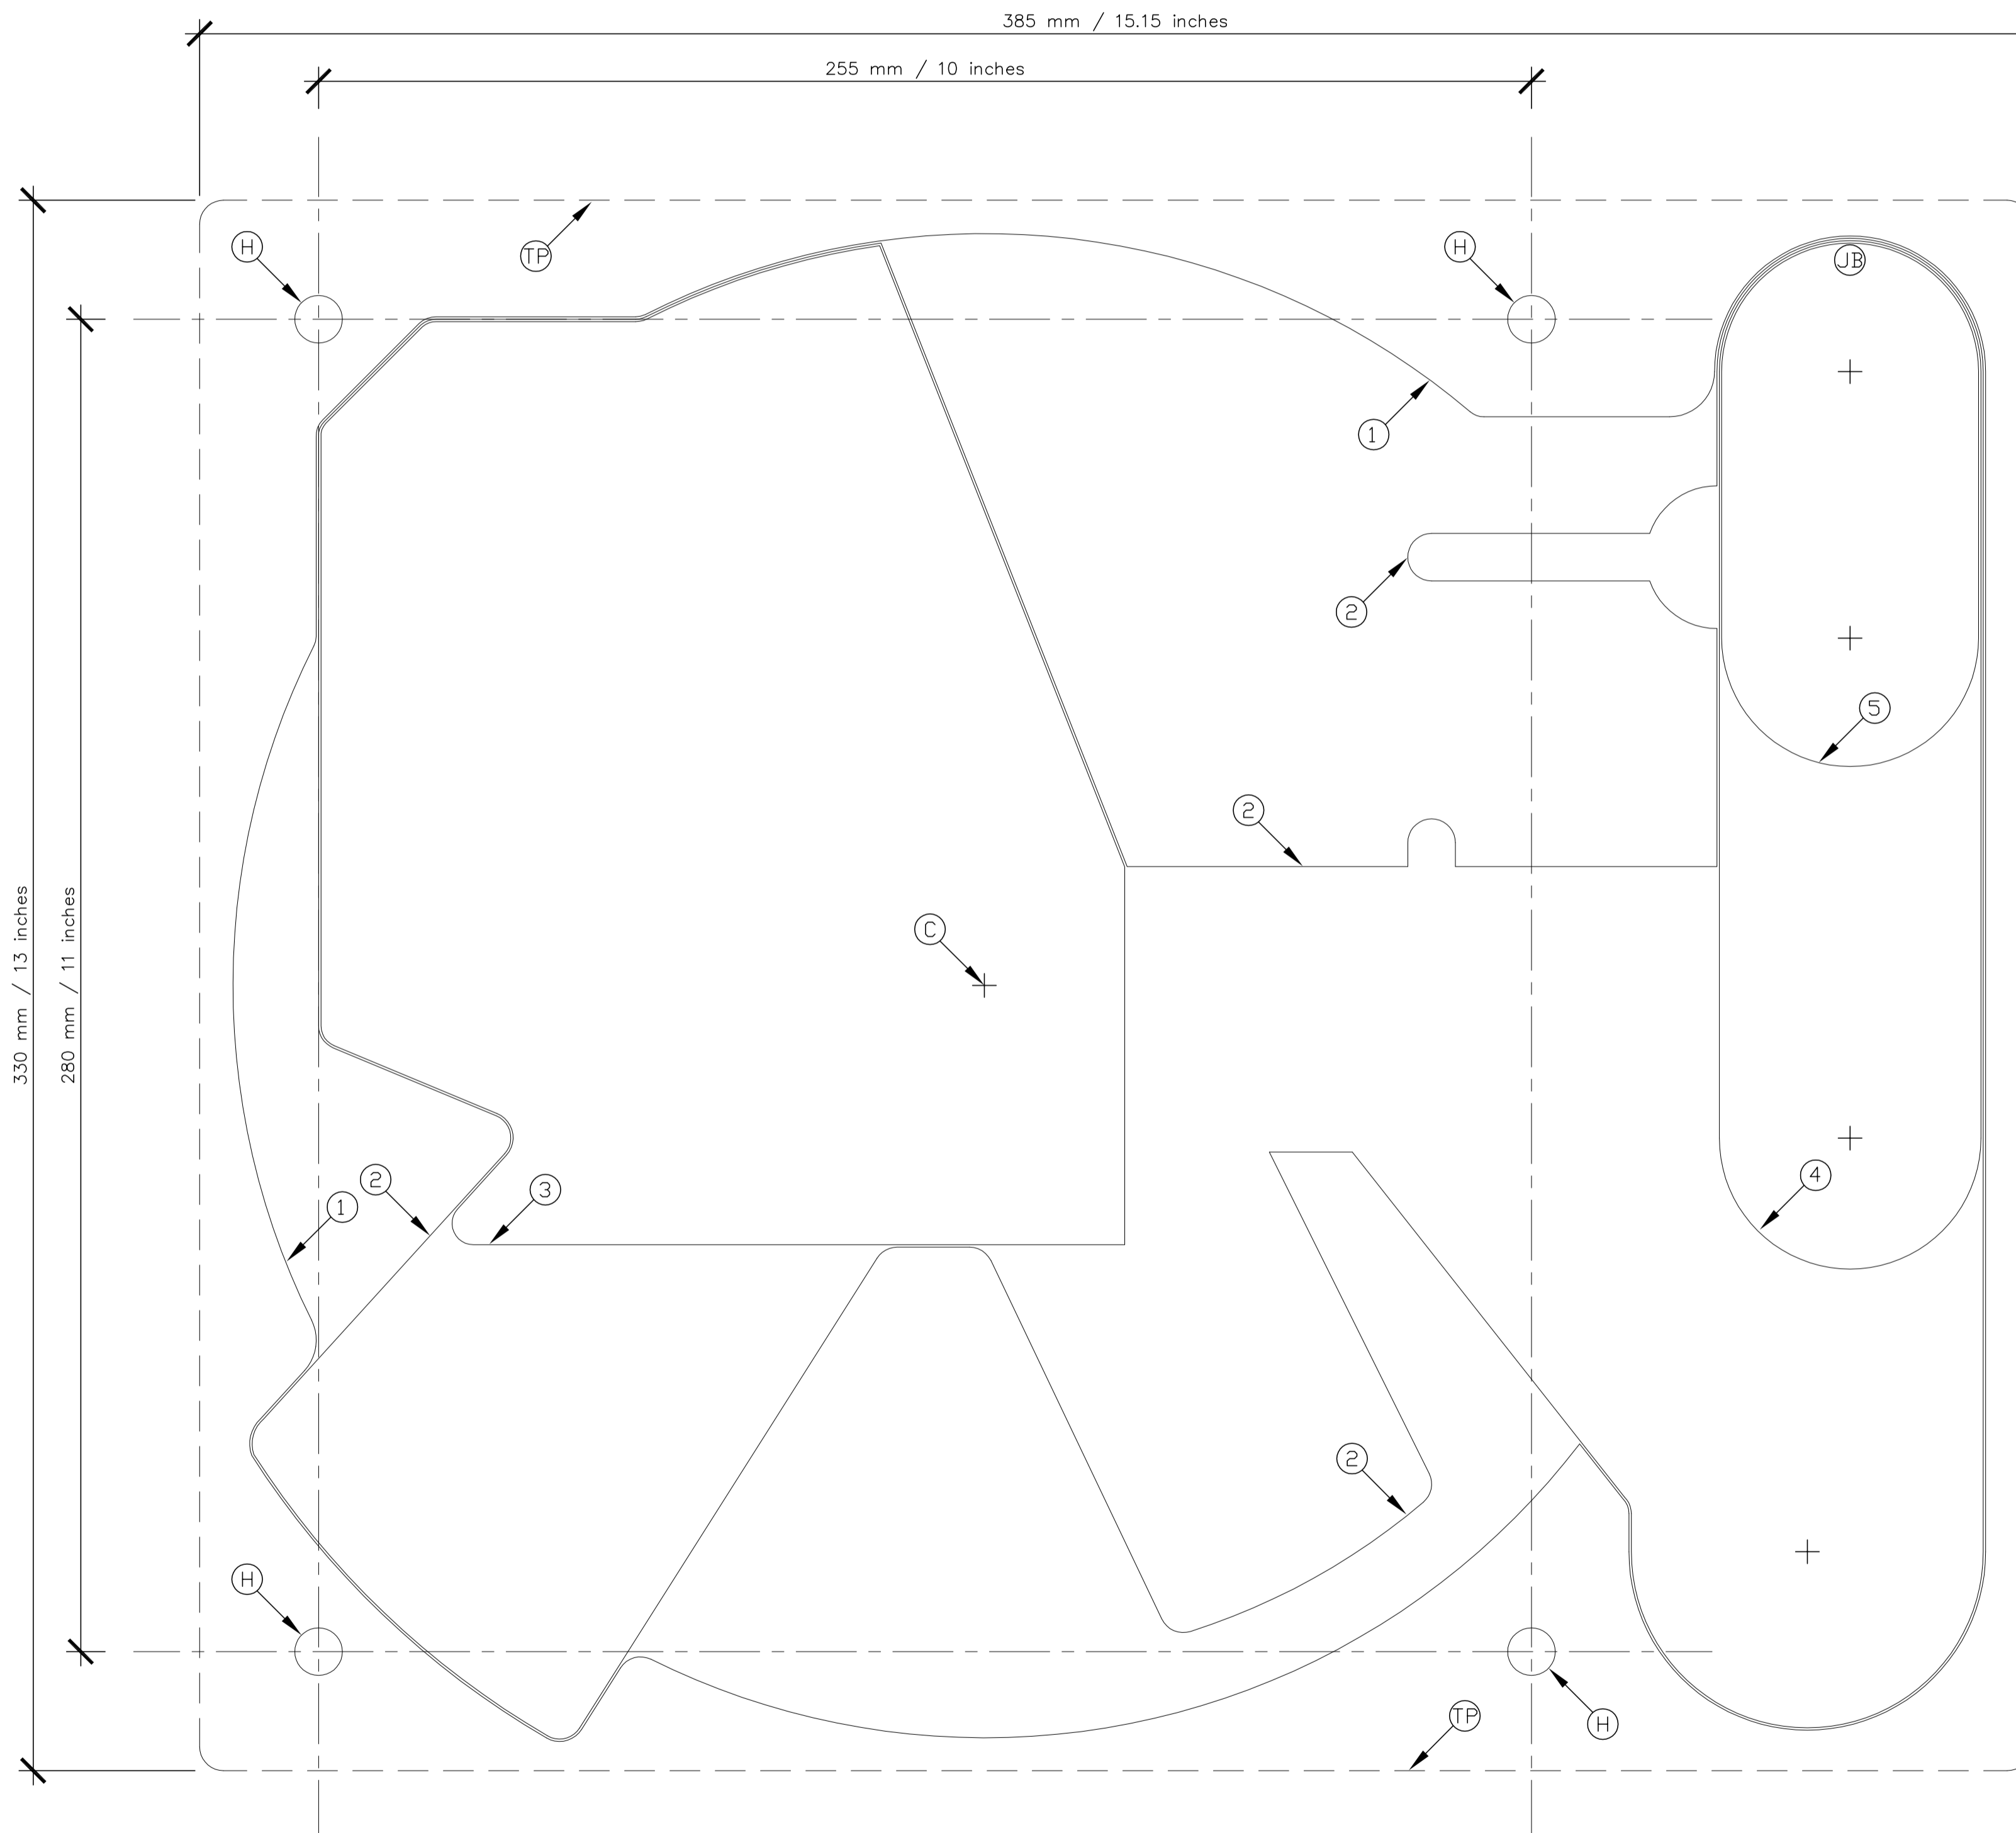 385 mm / 15.15 inches
255 mm / 10 inches
H
TP
H
JB
1
2
5
2
330 mm / 13 inches
280 mm / 11 inches
C
2
1
3
4
2
H
TP
H